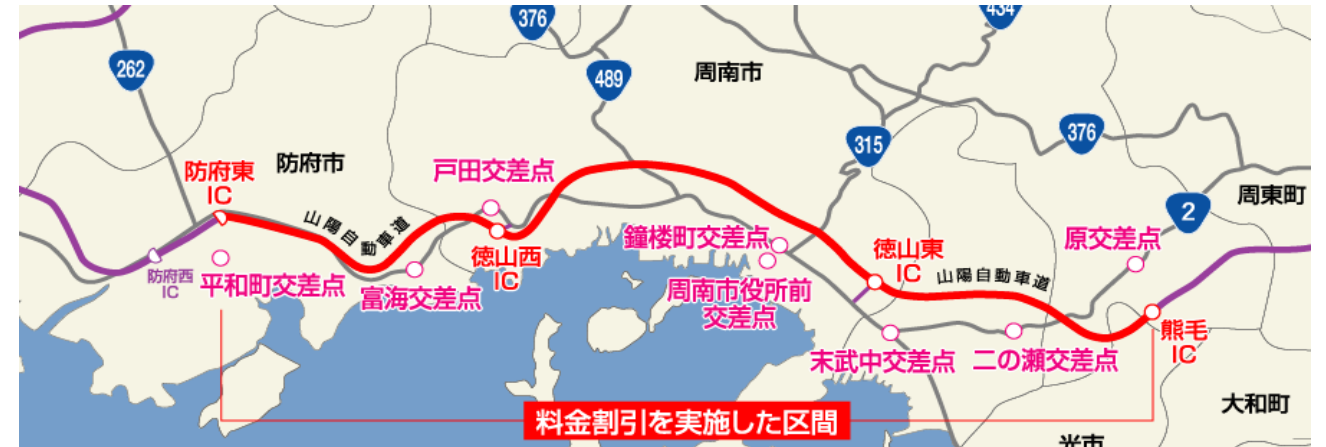 376
434
262
489
周南市
315
376
防府市
防府東
IC
戸田交差点
周東町
2
山陽自動車道
鐘楼町交差点
徳山東
IC
原交差点
徳山西
IC
防府西
IC
平和町交差点
富海交差点
周南市役所前
交差点
山陽自動車道
末武中交差点
二の瀬交差点
熊毛
IC
大和町
料金割引を実施した区間
光市